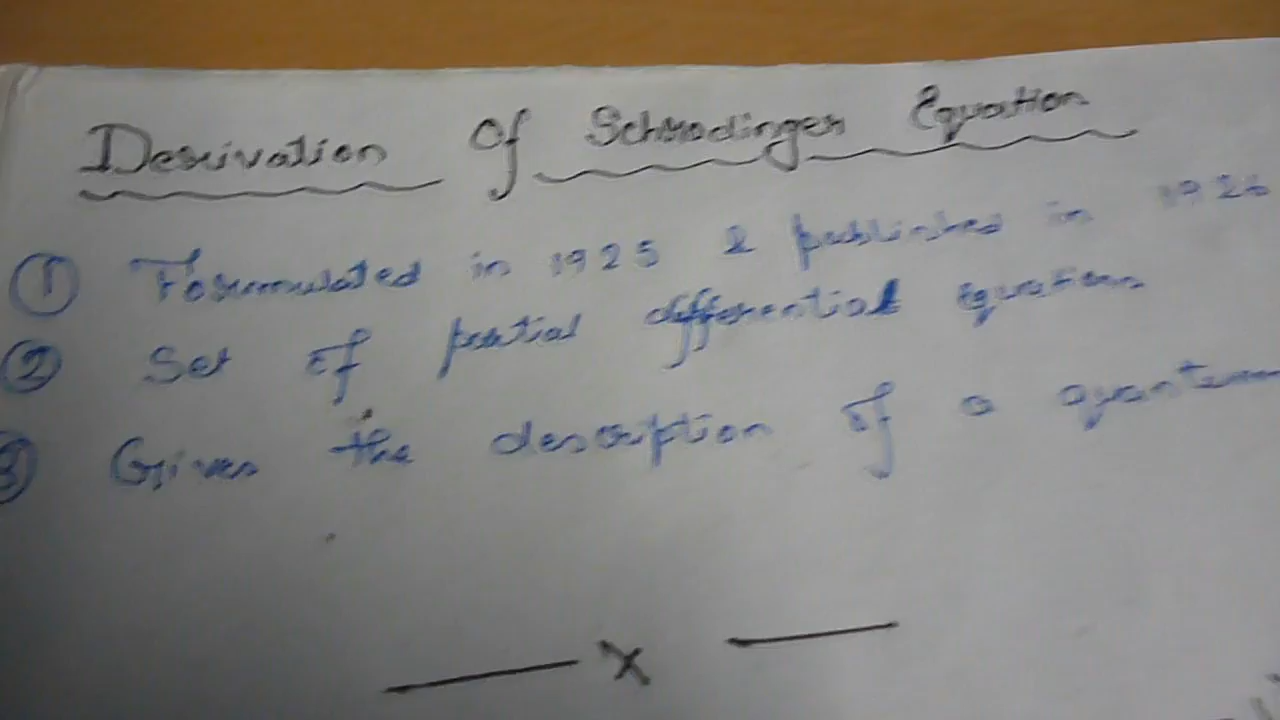 Derivation Of Schrodinger Equation
① Formulated in 1925 & published in 1926
② Set of partial differential equations
③ Gives the description of a quantum
X